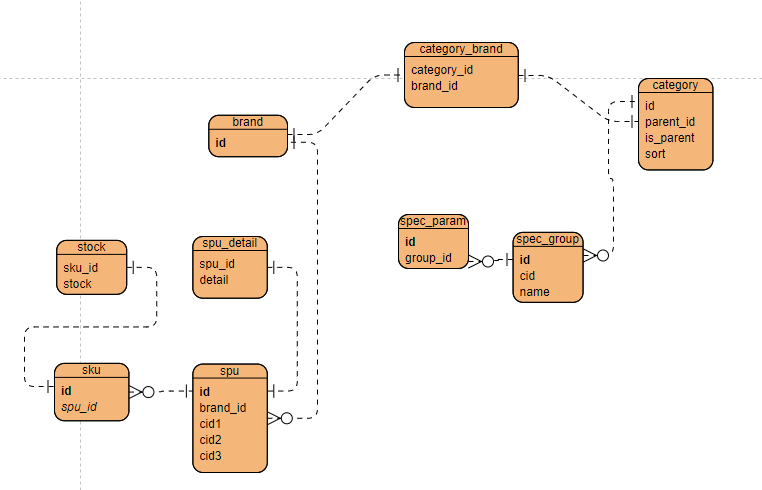 category_brand
category_id
brand_id
category
id
parent_id
is_parent
sort
brand
id
spec_param
id
group_id
spec_group
id
cid
name
stock
sku_id
stock
spu_detail
spu_id
detail
sku
id
spu_id
spu
id
brand_id
cid1
cid2
cid3